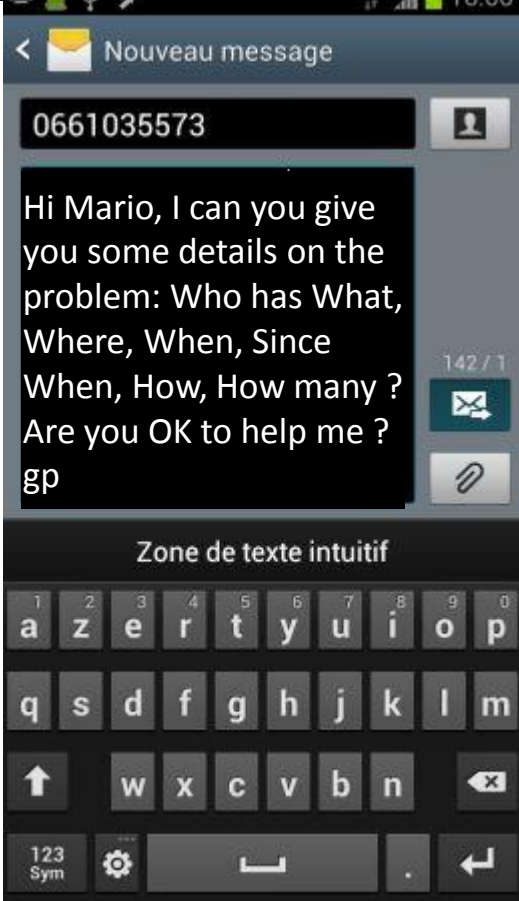 16:00
Nouveau message
0661035573
Hi Mario, I can you give
you some details on the
problem: Who has What,
Where, When, Since
When, How, How many ?
Are you OK to help me ?
gp
142 / 1
Zone de texte intuitif
1 2 3 4 5 6 7 8 9 0
a z e r t y u i o p
q s d f g h j k l m
w x c v b n
123
Sym
.